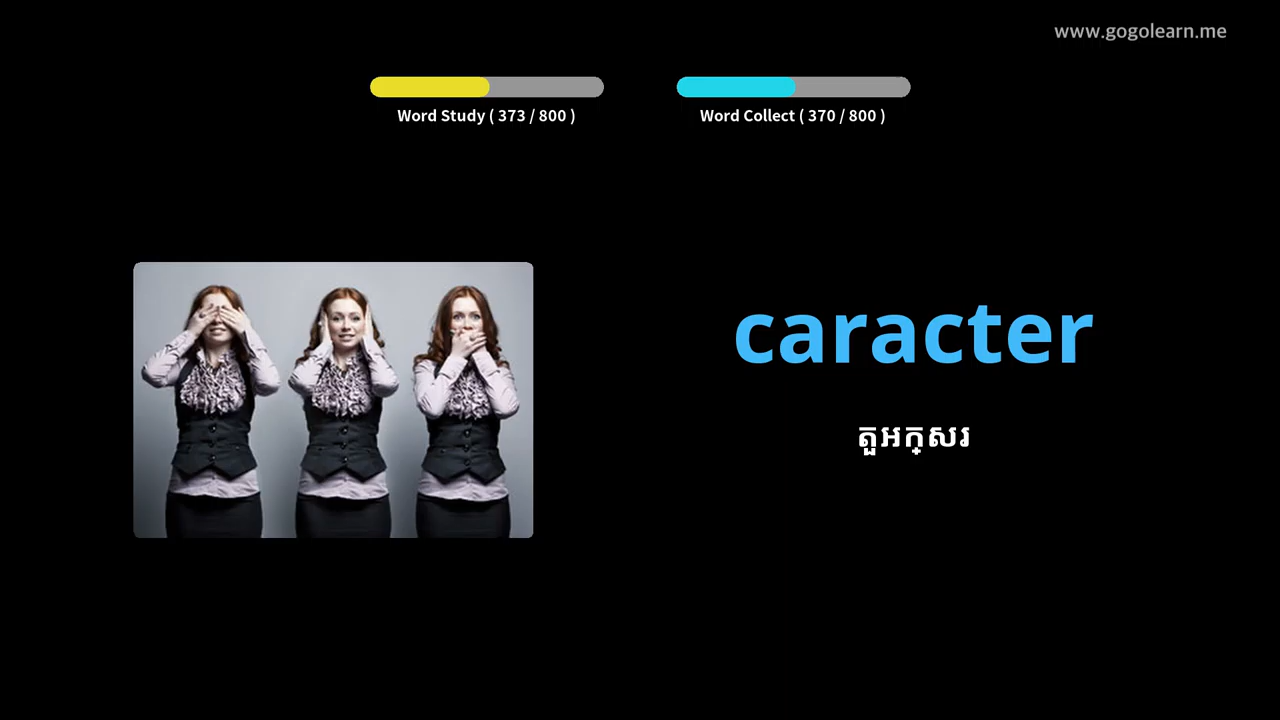 www.gogolearn.me
Word Study ( 373 / 800 )
Word Collect ( 370 / 800 )
caracter
តួអក្សរ